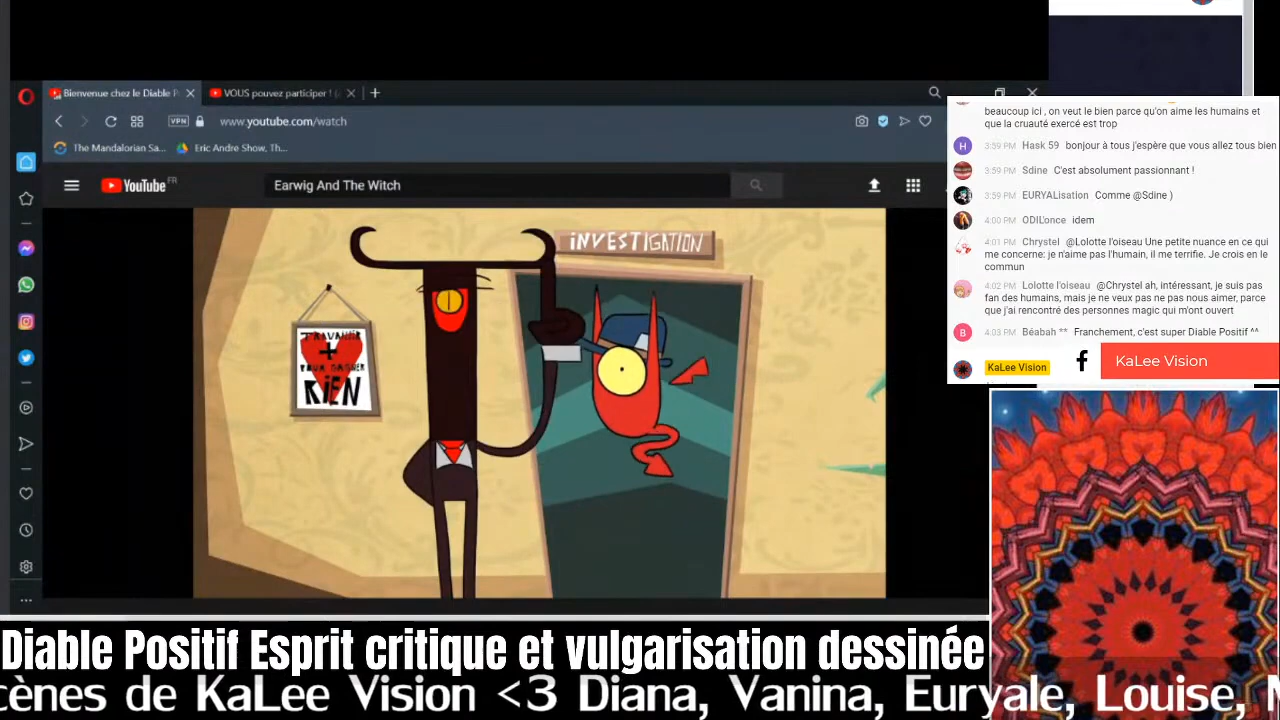 Bienvenue chez le Diable P
VOUS pouvez participer ! (
VPN
www.youtube.com/watch
The Mandalorian Sa...
Eric Andre Show, Th...
YouTube FR
Earwig And The Witch
INVESTIGATION
TRAVAILLER
+
POUR GAGNER
RIEN
beaucoup ici , on veut le bien parce qu'on aime les humains et
que la cruauté exercé est trop
H
3:59 PM Hask 59 bonjour à tous j'espère que vous allez tous bien
3:59 PM Sdine C'est absolument passionnant !
3:59 PM EURYALisation Comme @Sdine )
4:00 PM ODIL'once idem
4:01 PM Chrystel @Lolotte l'oiseau Une petite nuance en ce qui
me concerne: je n'aime pas l'humain, il me terrifie. Je crois en le
commun
4:02 PM Lolotte l'oiseau @Chrystel ah, intéressant, je suis pas
fan des humains, mais je ne veux pas ne pas nous aimer, parce
que j'ai rencontré des personnes magic qui m'ont ouvert
B
4:03 PM Béabah ** Franchement, c'est super Diable Positif ^^
KaLee Vision
f KaLee Vision
Diable Positif Esprit critique et vulgarisation dessinée
cènes de KaLee Vision <3 Diana, Vanina, Euryale, Louise, M